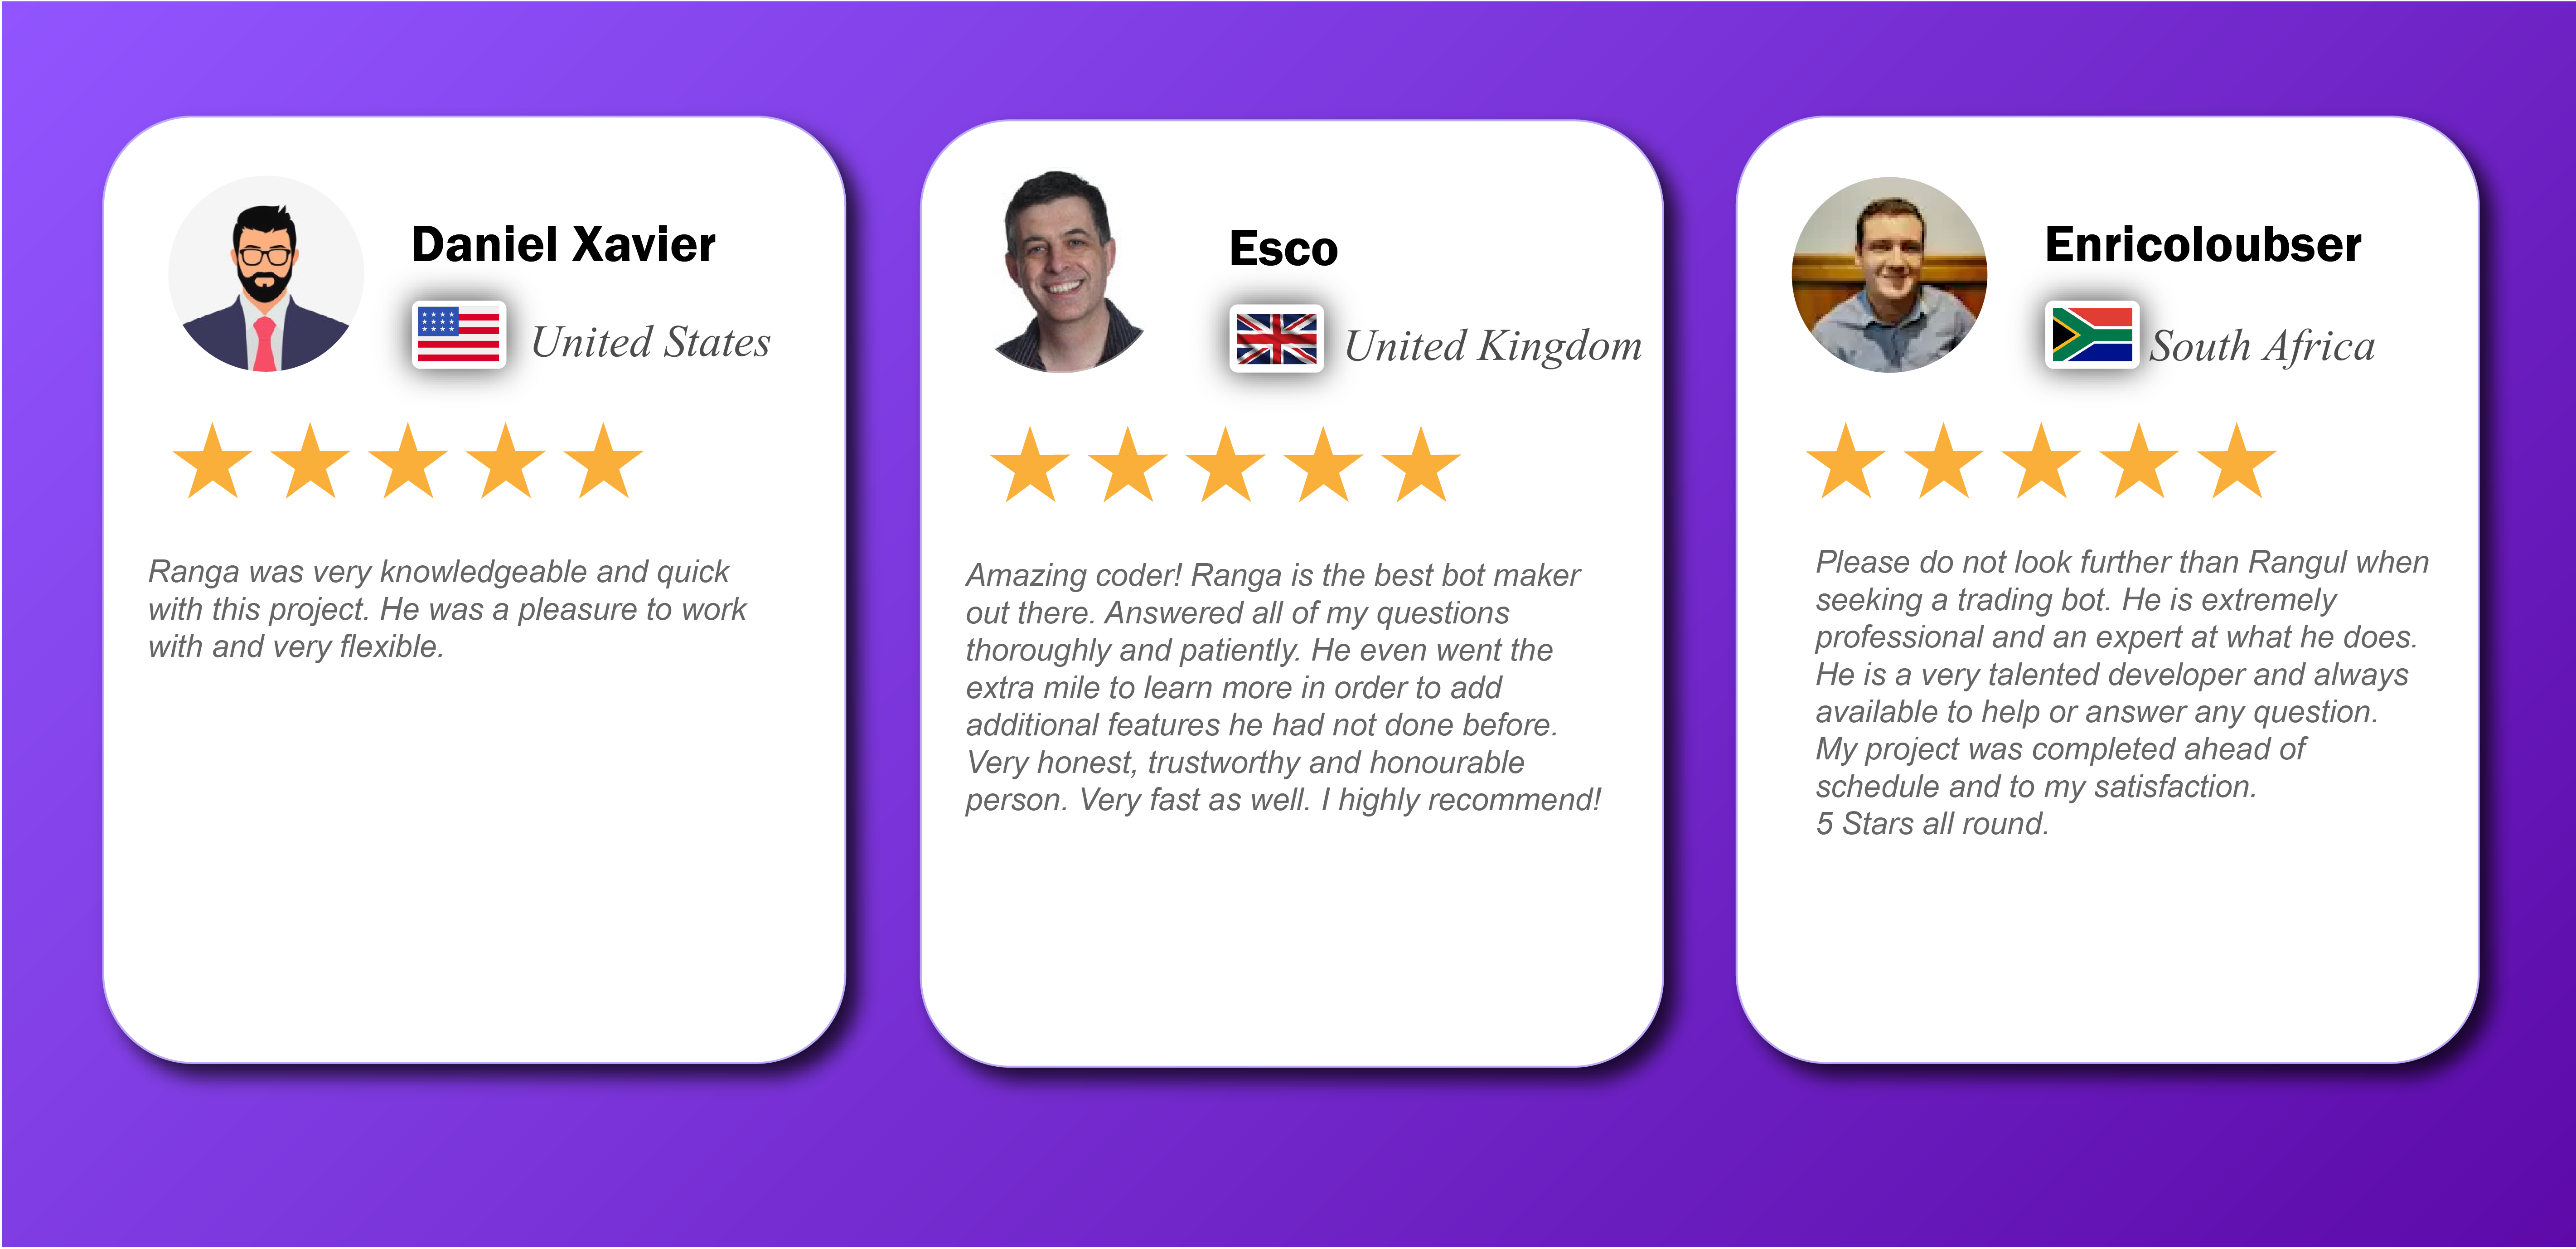 Daniel Xavier
United States
Ranga was very knowledgeable and quick
with this project. He was a pleasure to work
with and very flexible.
Esco
United Kingdom
Amazing coder! Ranga is the best bot maker
out there. Answered all of my questions
thoroughly and patiently. He even went the
extra mile to learn more in order to add
additional features he had not done before.
Very honest, trustworthy and honourable
person. Very fast as well. I highly recommend!
Enricoloubser
South Africa
Please do not look further than Rangul when
seeking a trading bot. He is extremely
professional and an expert at what he does.
He is a very talented developer and always
available to help or answer any question.
My project was completed ahead of
schedule and to my satisfaction.
5 Stars all round.